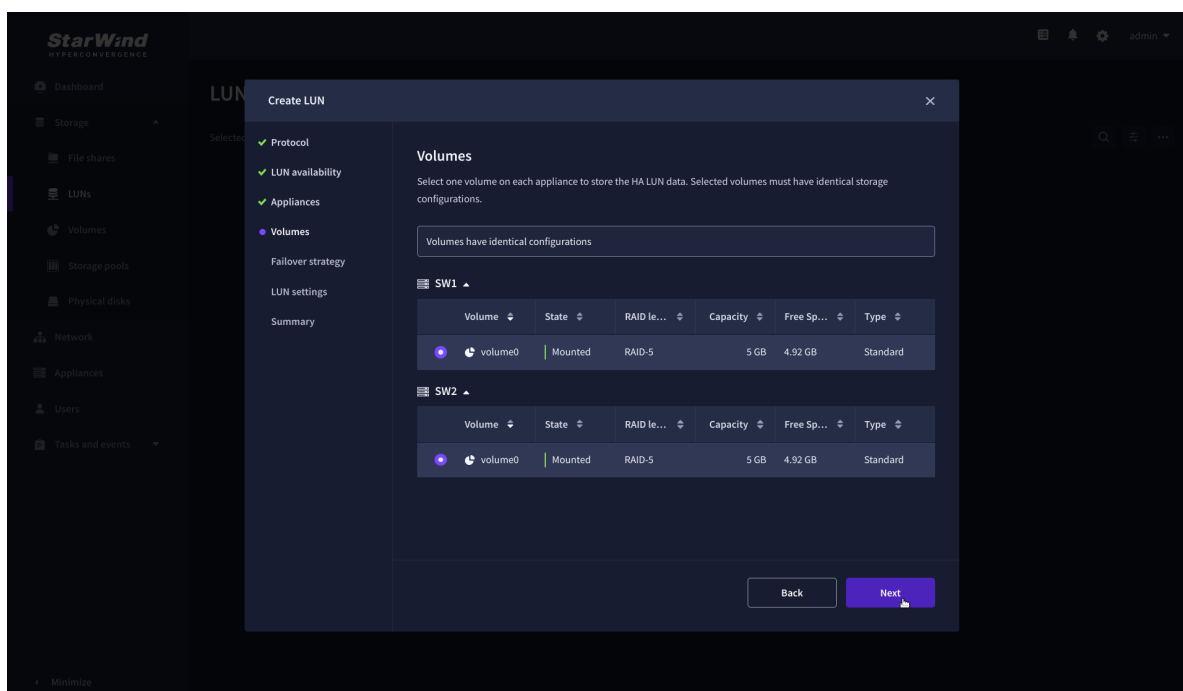 StarWind
HYPERCONVERGENCE
admin
Dashboard
LUN
Create LUN
Storage
Selected
Protocol
Volumes
File shares
LUN availability
Select one volume on each appliance to store the HA LUN data. Selected volumes must have identical storage
configurations.
LUNs
Appliances
Volumes
Volumes
Volumes have identical configurations
Storage pools
Failover strategy
SW1
Physical disks
LUN settings
Volume State RAID le... Capacity Free Sp... Type
Network
Summary
volume0 Mounted RAID-5 5 GB 4.92 GB Standard
Appliances
SW2
Users
Volume State RAID le... Capacity Free Sp... Type
Tasks and events
volume0 Mounted RAID-5 5 GB 4.92 GB Standard
Back Next
Minimize